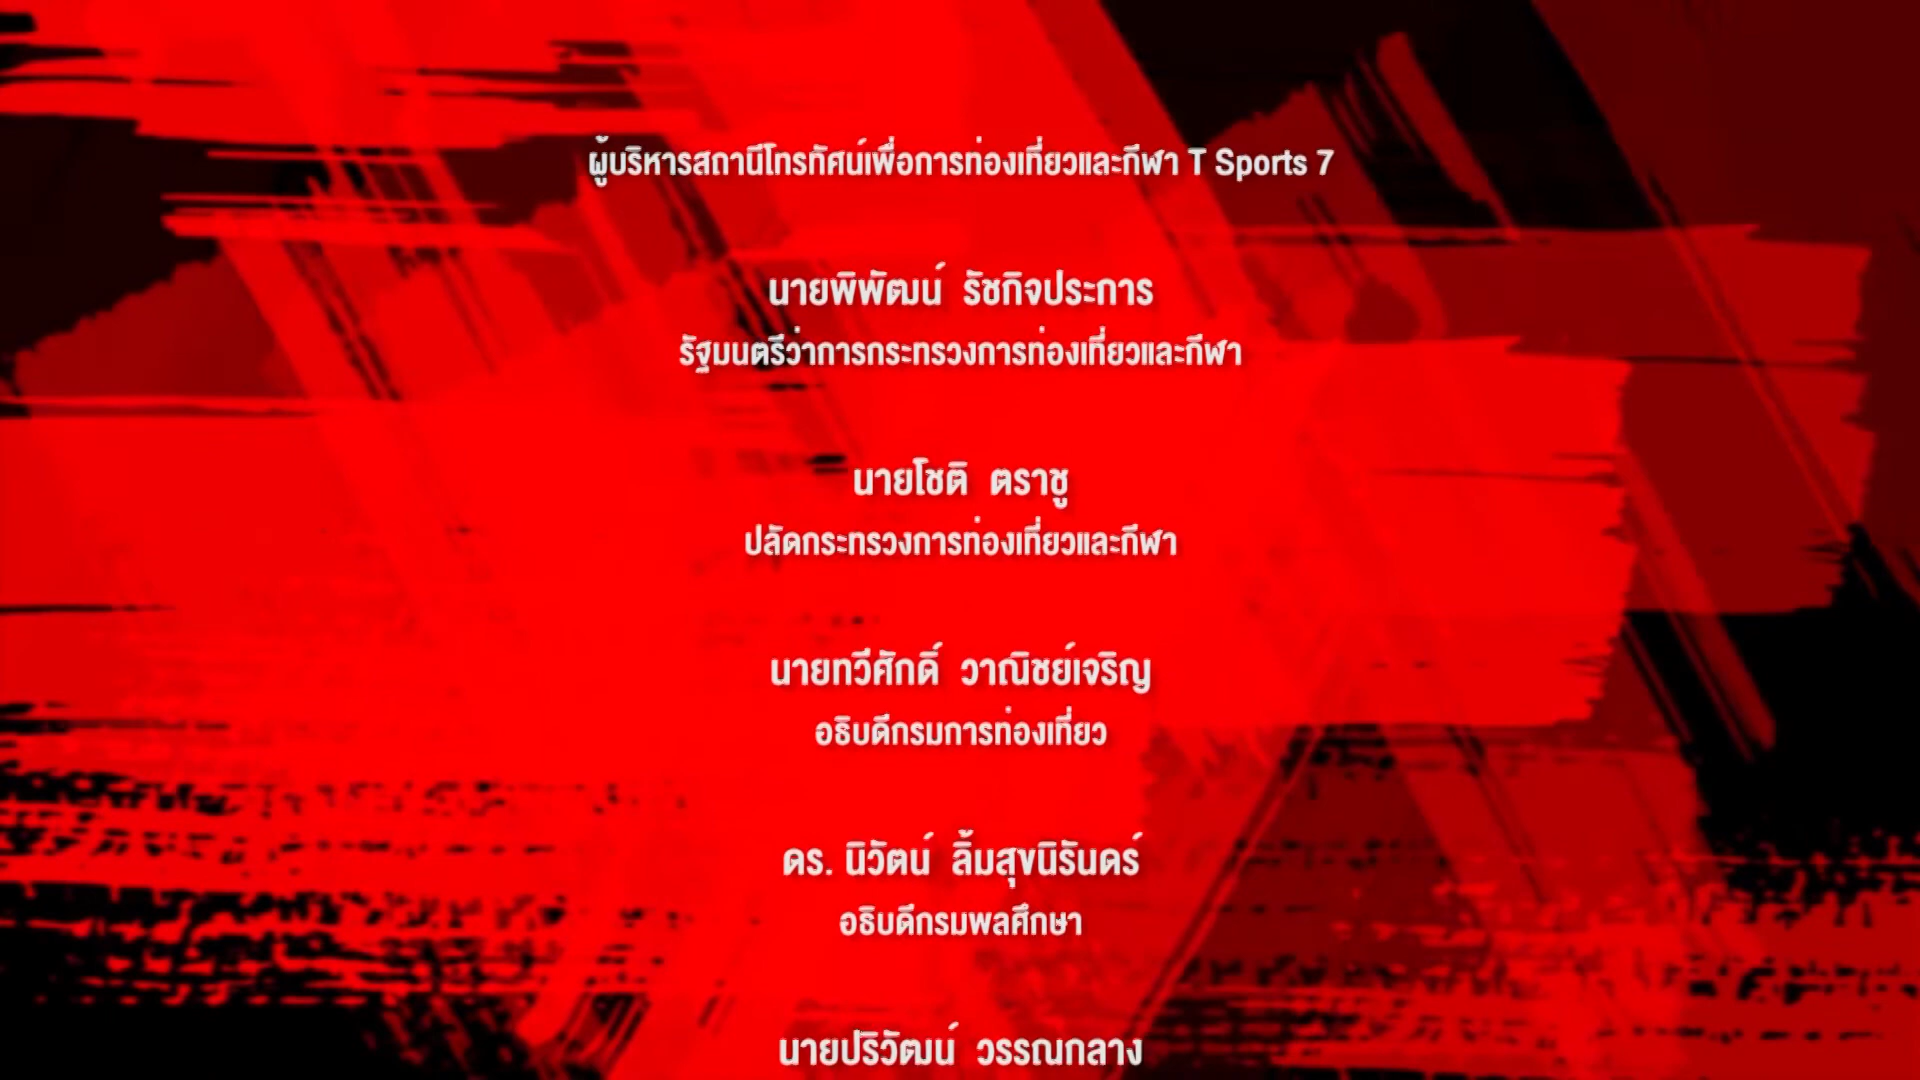 ผู้บริหารสถานีโทรทัศน์เพื่อการท่องเที่ยวและกีฬา T Sports 7
นายพิพัฒน์ รัชกิจประการ
รัฐมนตรีว่าการกระทรวงการท่องเที่ยวและกีฬา
นายโชติ ตราชู
ปลัดกระทรวงการท่องเที่ยวและกีฬา
นายทวีศักดิ์ วาณิชย์เจริญ
อธิบดีกรมการท่องเที่ยว
ดร. นิวัตน์ ลิ้มสุขนิรันดร์
อธิบดีกรมพลศึกษา
นายปริวัฒน์ วรรณกลาง